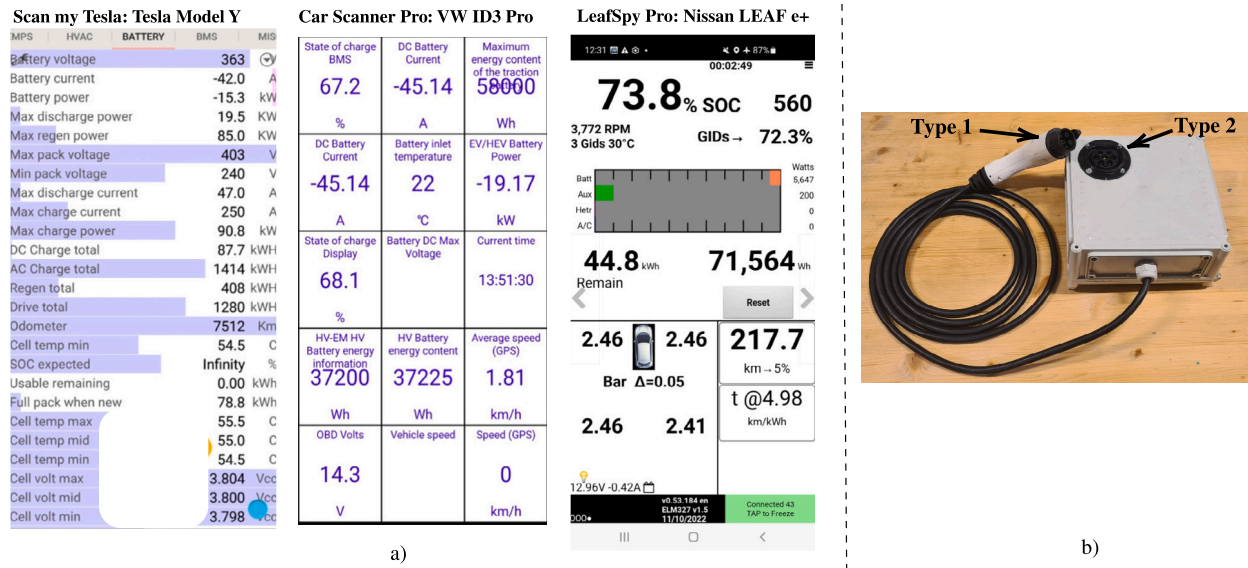 Scan my Tesla: Tesla Model Y
MPS HVAC BATTERY BMS MIS
Battery voltage 363 V
Battery current -42.0 A
Battery power -15.3 kW
Max discharge power 19.5 KW
Max regen power 85.0 KW
Max pack voltage 403 V
Min pack voltage 240 V
Max discharge current 47.0 A
Max charge current 250 A
Max charge power 90.8 kW
DC Charge total 87.7 kWH
AC Charge total 1414 kWH
Regen total 408 kWH
Drive total 1280 kWH
Odometer 7512 Km
Cell temp min 54.5 C
SOC expected Infinity %
Usable remaining 0.00 kWh
Full pack when new 78.8 kWh
Cell temp max 55.5 C
Cell temp mid 55.0 C
Cell temp min 54.5 C
Cell volt max 3.804 Vcc
Cell volt mid 3.800 Vcc
Cell volt min 3.798 Vcc
Car Scanner Pro: VW ID3 Pro
State of charge
BMS
67.2
%
DC Battery
Current
-45.14
A
Maximum
energy content
of the traction
58000
Wh
DC Battery
Current
-45.14
A
Battery inlet
temperature
22
℃
EV/HEV Battery
Power
-19.17
kW
State of charge
Display
68.1
%
Battery DC Max
Voltage
Current time
13:51:30
HV-EM HV
Battery energy
information
37200
Wh
HV Battery
energy content
37225
Wh
Average speed
(GPS)
1.81
km/h
OBD Volts
14.3
V
Vehicle speed
Speed (GPS)
0
km/h
LeafSpy Pro: Nissan LEAF e+
12:31 87%
00:02:49
73.8% SOC 560
3,772 RPM
3 Gids 30°C
GIDs→ 72.3%
Watts
Batt 5,647
Aux 200
Hetr 0
A/C 0
44.8 kWh 71,564 Wh
Remain
Reset
2.46 2.46
Bar Δ=0.05
2.46 2.41
217.7
km→5%
t @4.98
km/kWh
12.96V -0.42A
000
v0.53.184 en
ELM327 v1.5
11/10/2022
Connected 43
TAP to Freeze
a)
Type 1
Type 2
b)